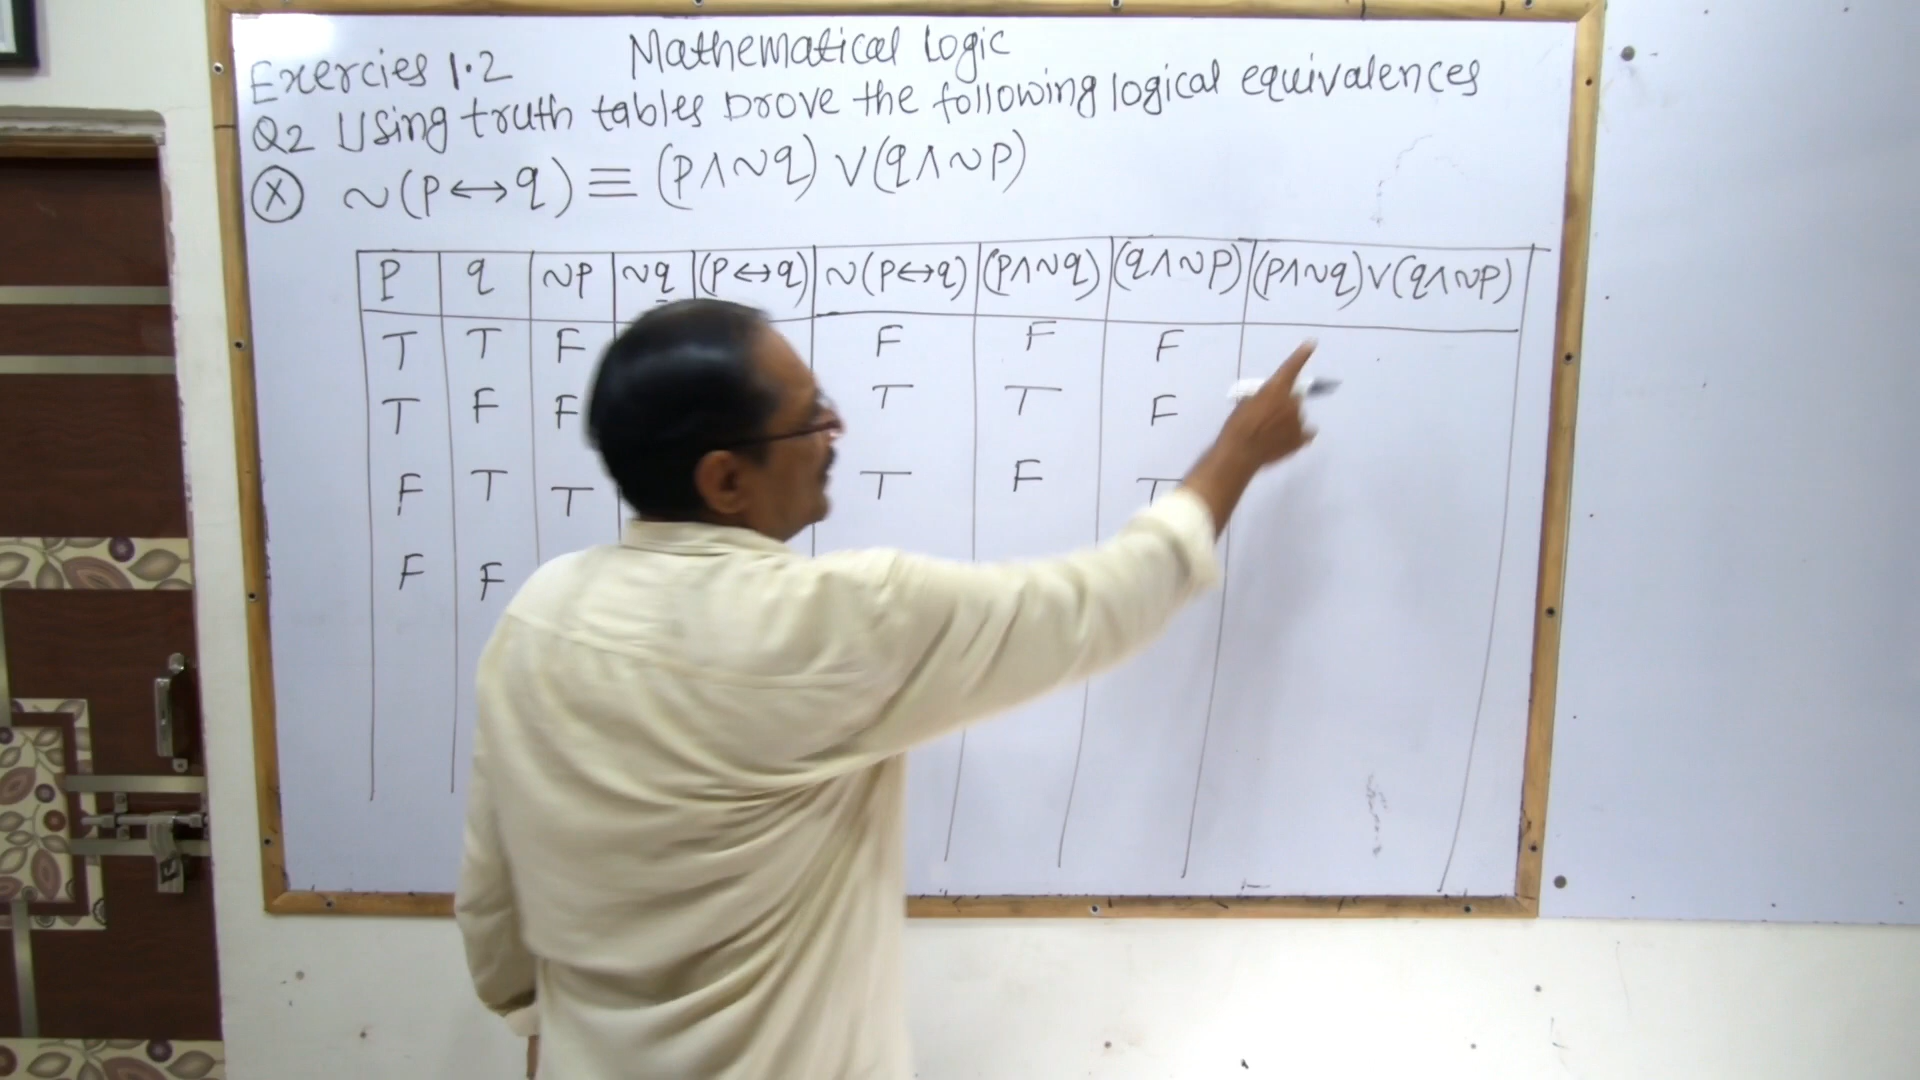 Mathematical Logic
Exercies 1.2
Q2 Using truth tables prove the following logical equivalences
(X) ~(p↔q) ≡ (p∧~q) ∨(q∧~p)
P q ~p ~q (p↔q) ~(p↔q) (p∧~q) (q∧~p) (p∧~q)∨(q∧~p)
T T F F F F
T F F T T F
F T T T F T
F F